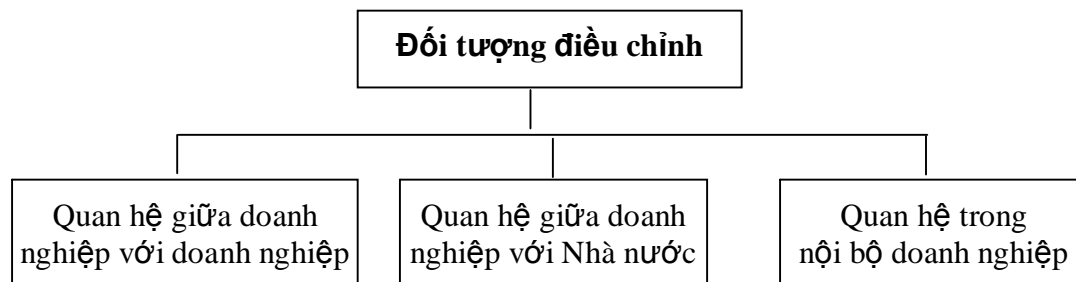 Đối tượng điều chỉnh
Quan hệ giữa doanh
nghiệp với doanh nghiệp
Quan hệ giữa doanh
nghiệp với Nhà nước
Quan hệ trong
nội bộ doanh nghiệp